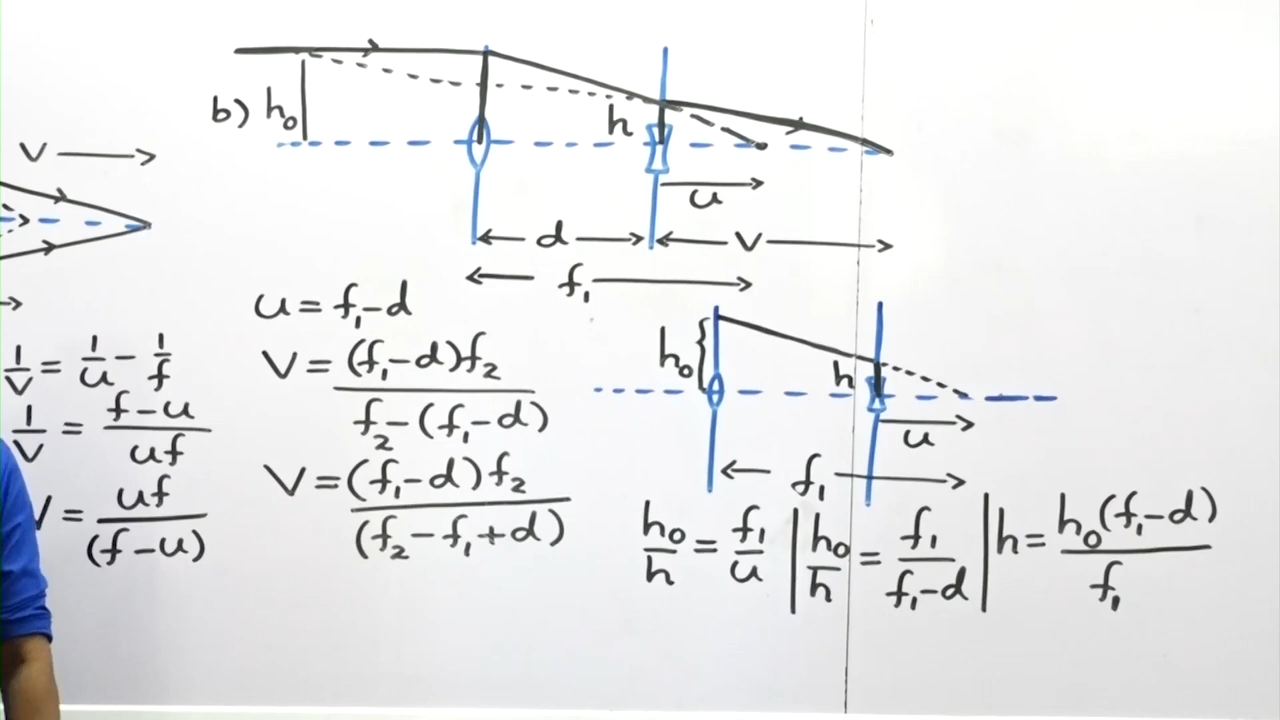 b) h₀
h
V
u
d
V
f₁
u = f₁-d
V = (f₁-d)f₂ / f₂-(f₁-d)
V = (f₁-d)f₂ / (f₂-f₁+d)
1/V = 1/u - 1/f
1/V = f-u / uf
V = uf / (f-u)
h₀
h
u
f₁
h₀/h = f₁/u | h₀/h = f₁/f₁-d | h = h₀(f₁-d)/f₁